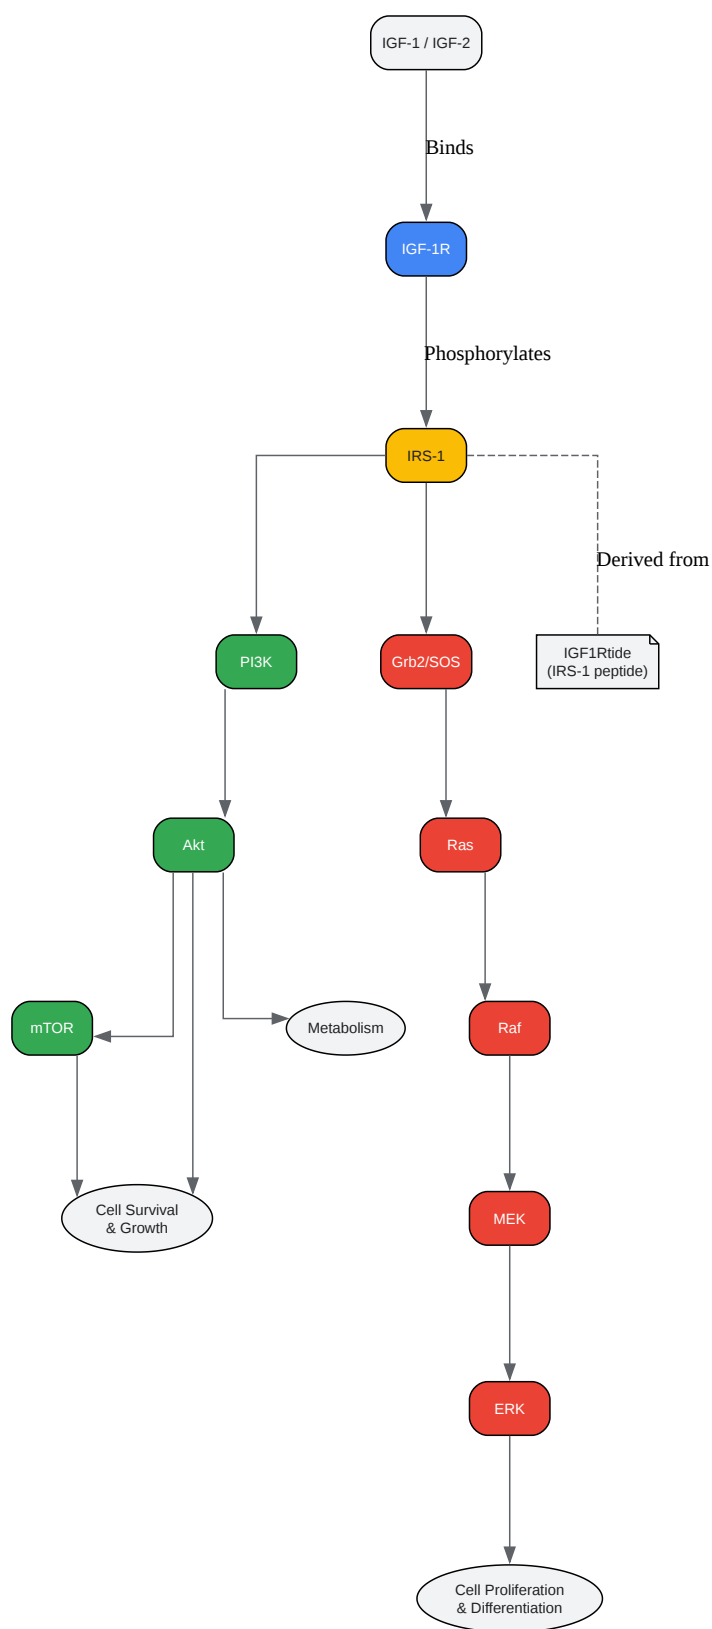 IGF-1 / IGF-2
Binds
IGF-1R
Phosphorylates
IRS-1
Derived from
PI3K
Grb2/SOS
IGF1Rtide
(IRS-1 peptide)
Akt
Ras
mTOR
Metabolism
Raf
Cell Survival
& Growth
MEK
ERK
Cell Proliferation
& Differentiation